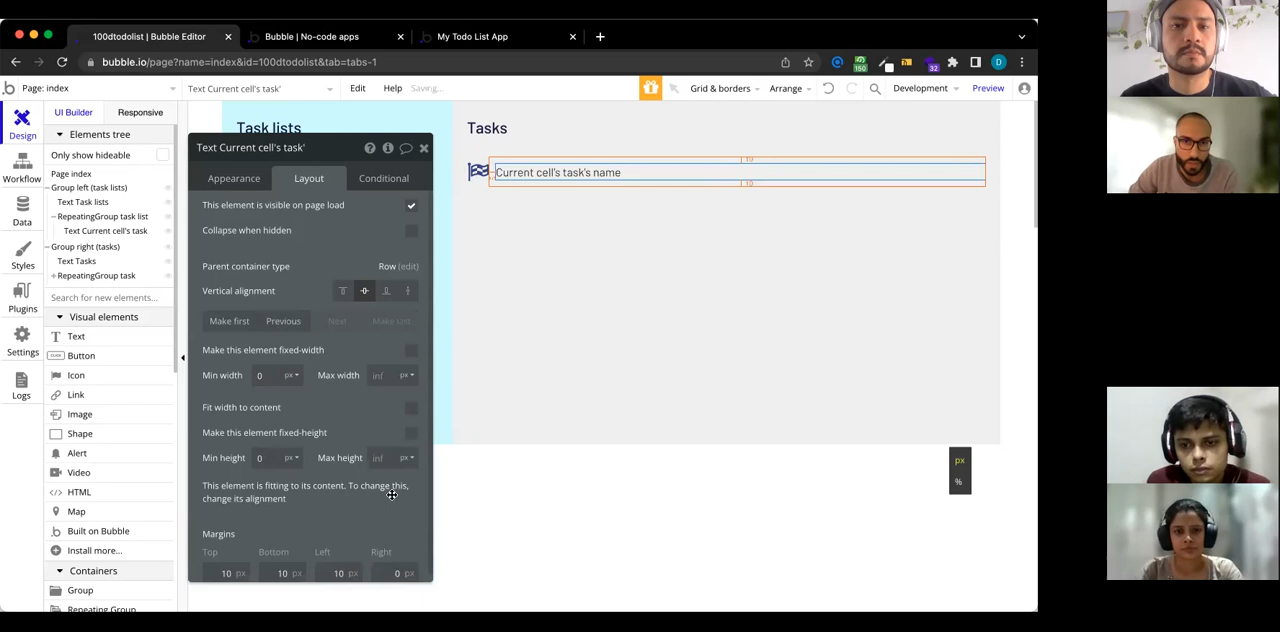 100dtodolist | Bubble Editor
Bubble | No-code apps
My Todo List App
bubble.io/page?name=index&id=100dtodolist&tab=tabs-1
150
32
D
Page: index
Text Current cell's task'
Edit
Help
Saving...
Grid & borders
Arrange
Development
Preview
Design
Workflow
Data
Styles
Plugins
Settings
Logs
UI Builder
Responsive
Elements tree
Only show hideable
Page index
Group left (task lists)
Text Task lists
RepeatingGroup task list
Text Current cell's task
Group right (tasks)
Text Tasks
RepeatingGroup task
Search for new elements...
Visual elements
Text
Button
Icon
Link
Image
Shape
Alert
Video
HTML
Map
Built on Bubble
Install more...
Containers
Group
Repeating Group
Task lists
Text Current cell's task'
Appearance
Layout
Conditional
This element is visible on page load
Collapse when hidden
Parent container type
Row (edit)
Vertical alignment
Make first
Previous
Next
Make last
Make this element fixed-width
Min width 0 px
Max width inf px
Fit width to content
Make this element fixed-height
Min height 0 px
Max height inf px
This element is fitting to its content. To change this,
change its alignment
Margins
Top
Bottom
Left
Right
10 px
10 px
10 px
0 px
Tasks
10
Current cell's task's name
10
px
%